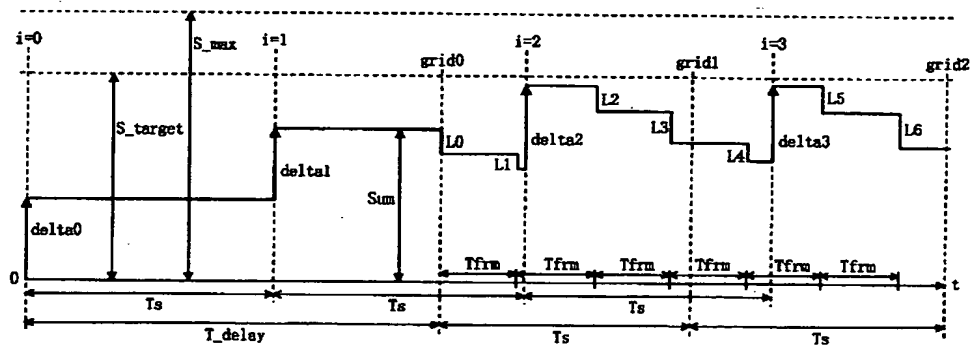 i=0
S_max
i=1
grid0
i=2
grid1
i=3
grid2
S_target
L0
L1
L2
L3
L4
L5
L6
delta0
delta1
Sum
delta2
delta3
0
Tfrm
Tfrm
Tfrm
Tfrm
Tfrm
Tfrm
t
Ts
Ts
Ts
T_delay
Ts
Ts